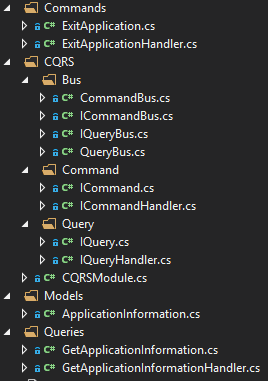 Commands
C# ExitApplication.cs
C# ExitApplicationHandler.cs
CQRS
Bus
C# CommandBus.cs
C# ICommandBus.cs
C# IQueryBus.cs
C# QueryBus.cs
Command
C# ICommand.cs
C# ICommandHandler.cs
Query
C# IQuery.cs
C# IQueryHandler.cs
C# CQRSModule.cs
Models
C# ApplicationInformation.cs
Queries
C# GetApplicationInformation.cs
C# GetApplicationInformationHandler.cs